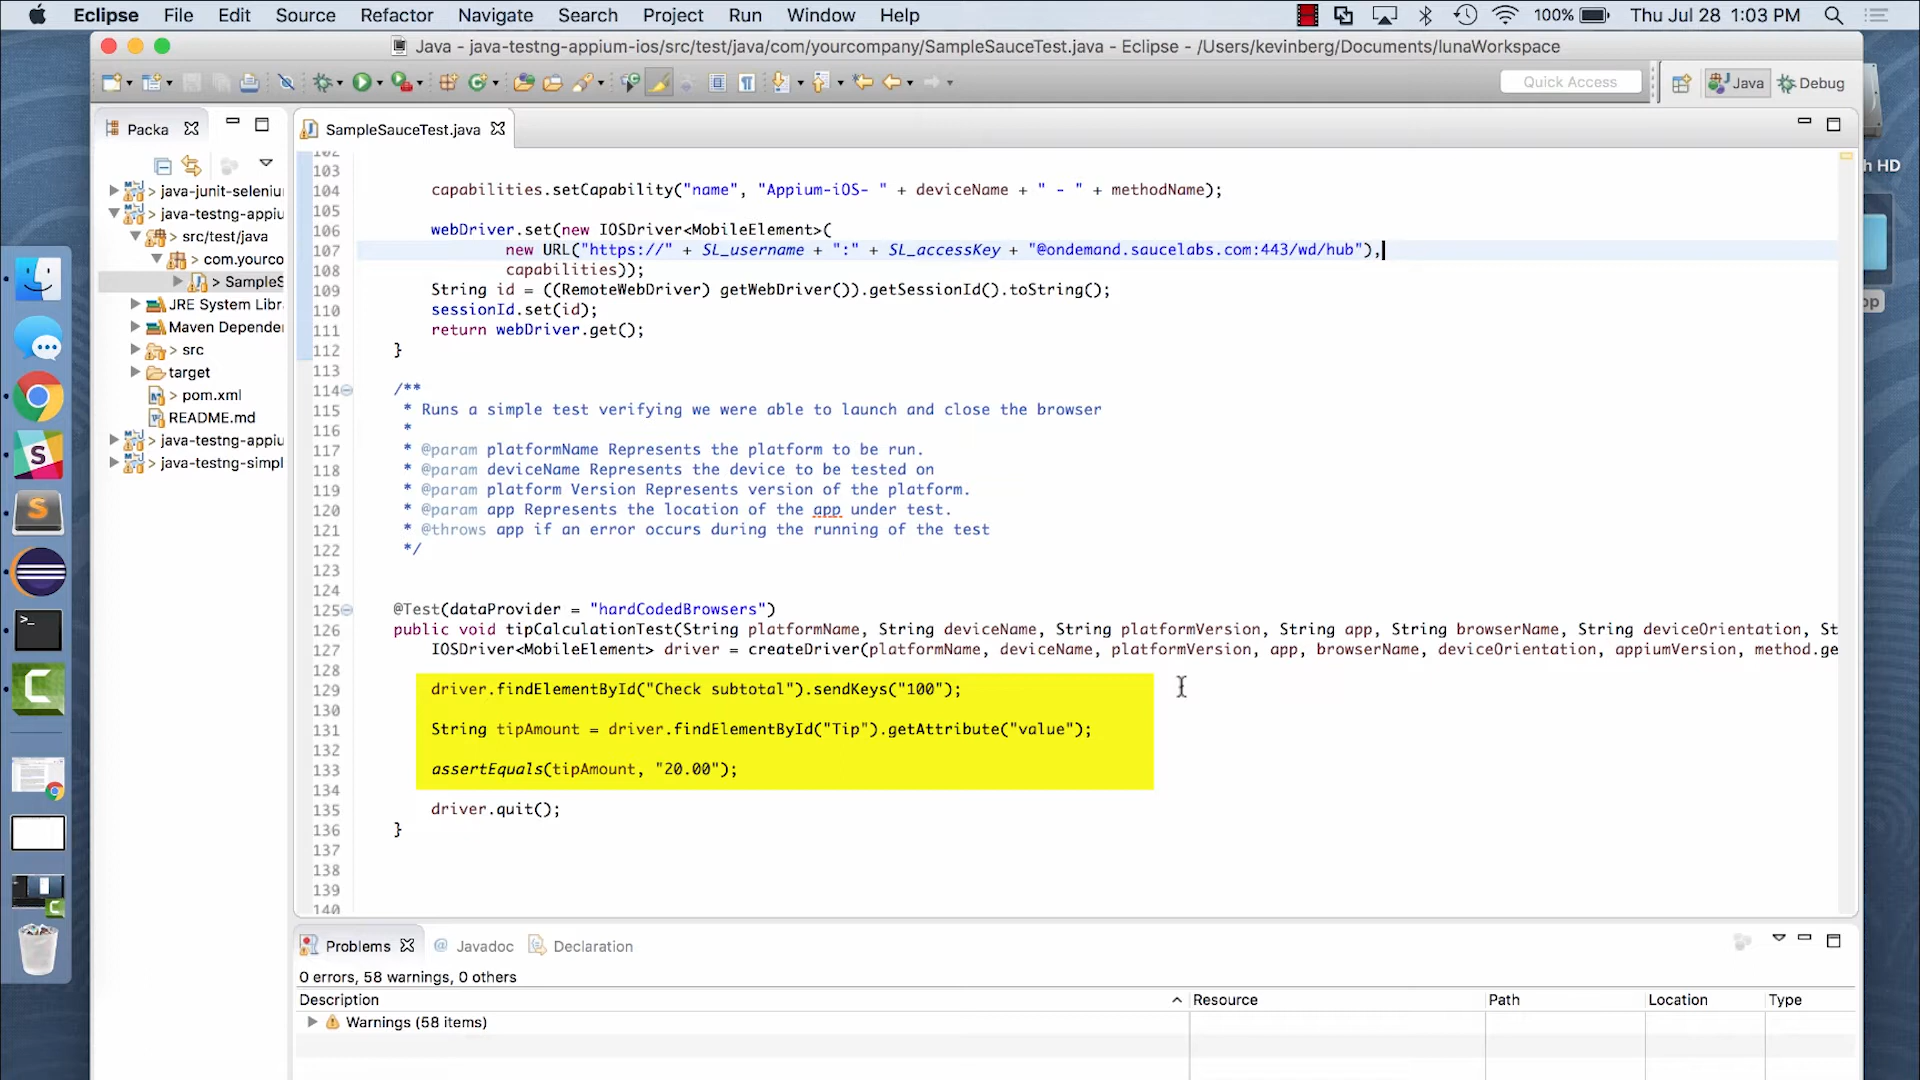 Eclipse File Edit Source Refactor Navigate Search Project Run Window Help 100% Thu Jul 28 1:03 PM
Java - java-testng-appium-ios/src/test/java/com/yourcompany/SampleSauceTest.java - Eclipse - /Users/kevinberg/Documents/lunaWorkspace
Quick Access Java Debug
Packa
> java-junit-seleniu
> java-testng-appiu
> src/test/java
> com.yourco
> SampleS
JRE System Libr
Maven Depender
> src
target
> pom.xml
README.md
> java-testng-appiu
> java-testng-simpl
SampleSauceTest.java
102
103
104 capabilities.setCapability("name", "Appium-iOS- " + deviceName + " - " + methodName);
105
106 webDriver.set(new IOSDriver<MobileElement>(
107 new URL("https://" + SL_username + ":" + SL_accessKey + "@ondemand.saucelabs.com:443/wd/hub"),
108 capabilities));
109 String id = ((RemoteWebDriver) getWebDriver()).getSessionId().toString();
110 sessionId.set(id);
111 return webDriver.get();
112 }
113
114 /**
115 * Runs a simple test verifying we were able to launch and close the browser
116 *
117 * @param platformName Represents the platform to be run.
118 * @param deviceName Represents the device to be tested on
119 * @param platform Version Represents version of the platform.
120 * @param app Represents the location of the app under test.
121 * @throws app if an error occurs during the running of the test
122 */
123
124
125 @Test(dataProvider = "hardCodedBrowsers")
126 public void tipCalculationTest(String platformName, String deviceName, String platformVersion, String app, String browserName, String deviceOrientation, St
127 IOSDriver<MobileElement> driver = createDriver(platformName, deviceName, platformVersion, app, browserName, deviceOrientation, appiumVersion, method.ge
128
129 driver.findElementById("Check subtotal").sendKeys("100");
130
131 String tipAmount = driver.findElementById("Tip").getAttribute("value");
132
133 assertEquals(tipAmount, "20.00");
134
135 driver.quit();
136 }
137
138
139
140
Problems @ Javadoc Declaration
0 errors, 58 warnings, 0 others
Description Resource Path Location Type
Warnings (58 items)
h HD
op